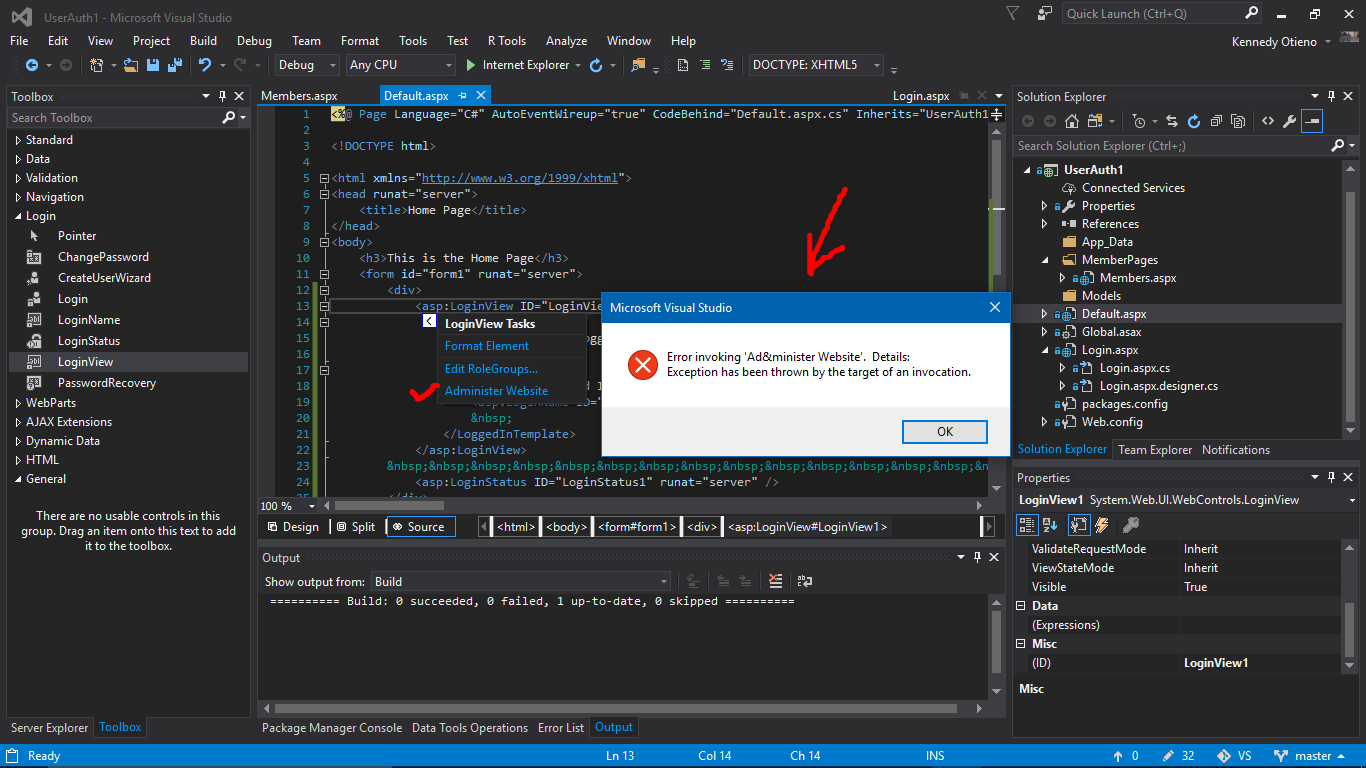 UserAuth1 - Microsoft Visual Studio
Quick Launch (Ctrl+Q)
File Edit View Project Build Debug Team Format Tools Test R Tools Analyze Window Help
Kennedy Otieno
Debug Any CPU Internet Explorer DOCTYPE: XHTML5
Toolbox
Search Toolbox
Standard
Data
Validation
Navigation
Login
Pointer
ChangePassword
CreateUserWizard
Login
LoginName
LoginStatus
LoginView
PasswordRecovery
WebParts
AJAX Extensions
Dynamic Data
HTML
General
There are no usable controls in this
group. Drag an item onto this text to add
it to the toolbox.
Server Explorer Toolbox
Members.aspx Default.aspx Login.aspx
1 <%@ Page Language="C#" AutoEventWireup="true" CodeBehind="Default.aspx.cs" Inherits="UserAuth1
2
3 <!DOCTYPE html>
4
5 <html xmlns="http://www.w3.org/1999/xhtml">
6 <head runat="server">
7 <title>Home Page</title>
8 </head>
9 <body>
10 <h3>This is the Home Page</h3>
11 <form id="form1" runat="server">
12 <div>
13 <asp:LoginView ID="LoginVie
14
15
16
17
18
19
20 &nbsp;
21 </LoggedInTemplate>
22 </asp:LoginView>
23 &nbsp;&nbsp;&nbsp;&nbsp;&nbsp;&nbsp;&nbsp;&nbsp;&nbsp;&nbsp;&nbsp;&nbsp;&nbsp;&nbsp;&n
24 <asp:LoginStatus ID="LoginStatus1" runat="server" />
25 </div>
LoginView Tasks
Format Element
Edit RoleGroups...
Administer Website
Microsoft Visual Studio
Error invoking 'Ad&minister Website'. Details:
Exception has been thrown by the target of an invocation.
OK
100 %
Design Split Source <html> <body> <form#form1> <div> <asp:LoginView#LoginView1>
Output
Show output from: Build
========== Build: 0 succeeded, 0 failed, 1 up-to-date, 0 skipped ==========
Package Manager Console Data Tools Operations Error List Output
Solution Explorer
Search Solution Explorer (Ctrl+;)
UserAuth1
Connected Services
Properties
References
App_Data
MemberPages
Members.aspx
Models
Default.aspx
Global.asax
Login.aspx
Login.aspx.cs
Login.aspx.designer.cs
packages.config
Web.config
Solution Explorer Team Explorer Notifications
Properties
LoginView1 System.Web.UI.WebControls.LoginView
ValidateRequestMode Inherit
ViewStateMode Inherit
Visible True
Data
(Expressions)
Misc
(ID) LoginView1
Misc
Ready Ln 13 Col 14 Ch 14 INS 0 32 VS master